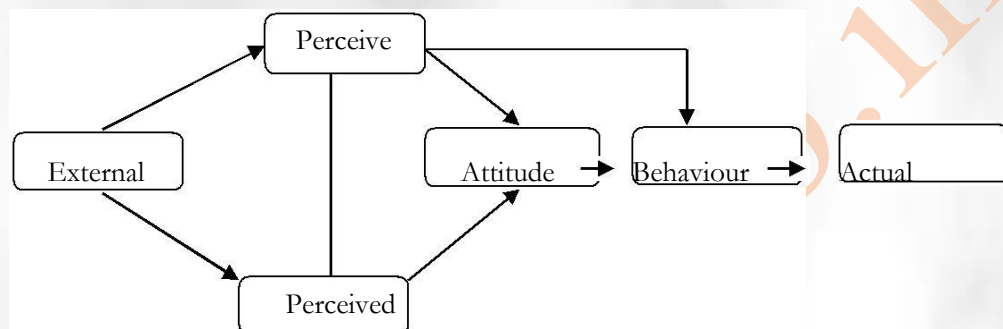 Perceive
External
Attitude
Behaviour
Actual
Perceived